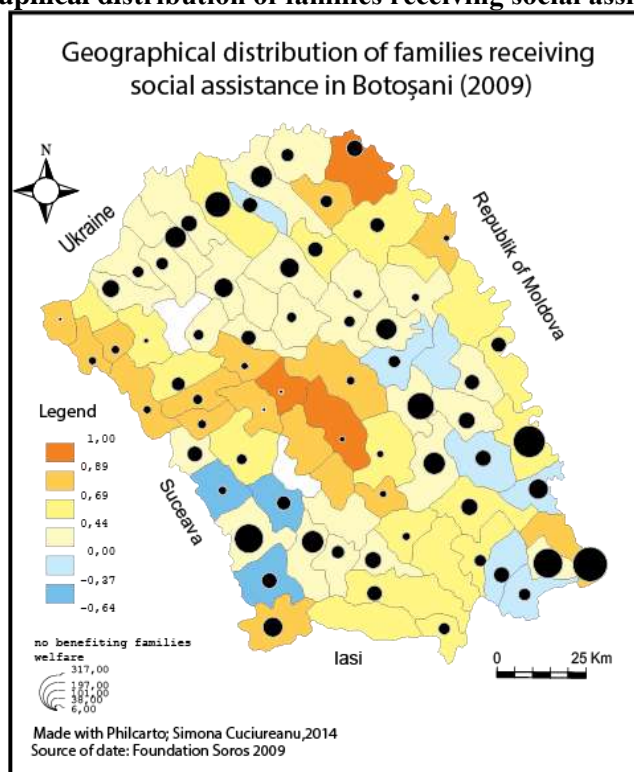 aphical distribution of families receiving social assi
Geographical distribution of families receiving
social assistance in Botoșani (2009)
N
Ukraine
Republik of Moldova
Legend
1,00
0,89
0,69
0,44
0,00
-0,37
-0,64
Suceava
Iasi
no benefiting families
welfare
317,00
197,00
101,00
38,00
6,00
0 25 Km
Made with Philcarto; Simona Cuciureanu,2014
Source of date: Foundation Soros 2009